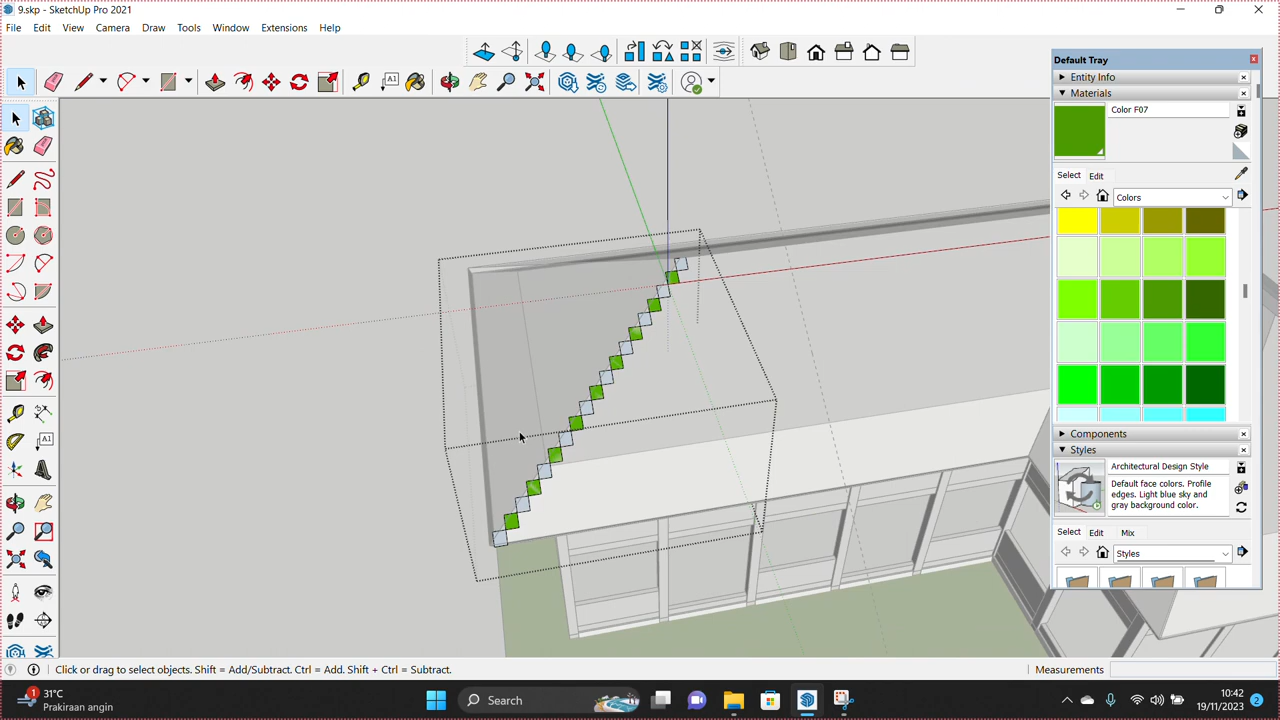 9.skp - SketchUp Pro 2021
File Edit View Camera Draw Tools Window Extensions Help
Default Tray
Entity Info
Materials
Color F07
Select Edit
Colors
Components
Styles
Architectural Design Style
Default face colors. Profile
edges. Light blue sky and
gray background color.
Select Edit Mix
Styles
Click or drag to select objects. Shift = Add/Subtract. Ctrl = Add. Shift + Ctrl = Subtract.
Measurements
1
31°C
Prakiraan angin
Search
10:42
19/11/2023
2